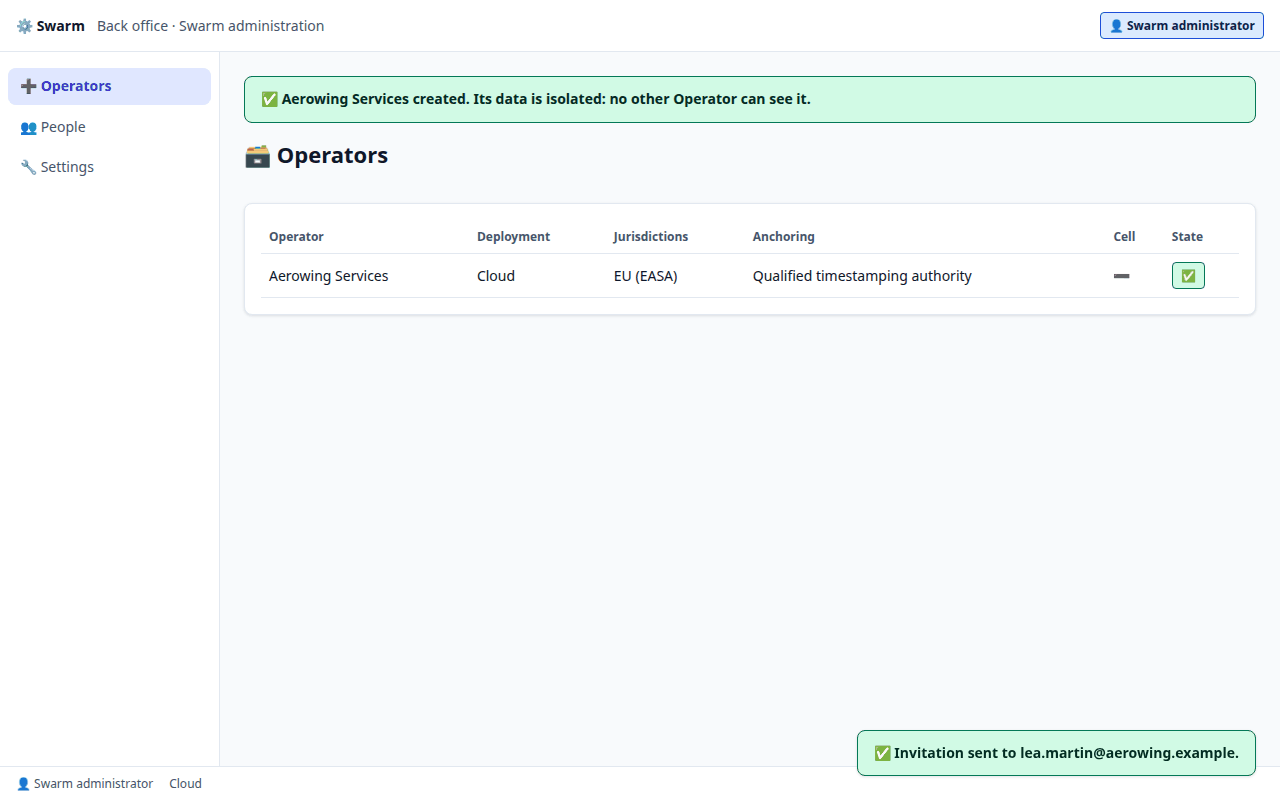 ⚙️ Swarm Back office · Swarm administration
👤 Swarm administrator
➕ Operators
👥 People
🔧 Settings
✅ Aerowing Services created. Its data is isolated: no other Operator can see it.
🗃️ Operators
Operator Deployment Jurisdictions Anchoring Cell State
Aerowing Services Cloud EU (EASA) Qualified timestamping authority ➖ ✅
✅ Invitation sent to lea.martin@aerowing.example.
👤 Swarm administrator Cloud